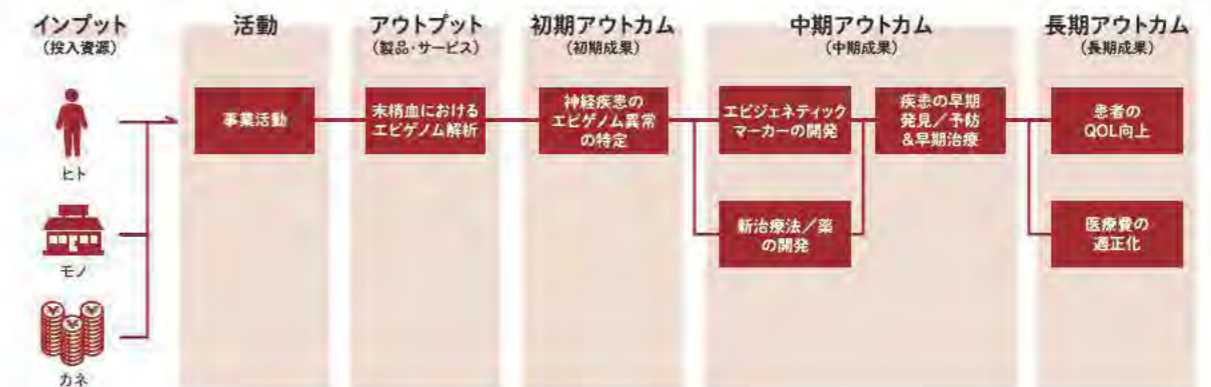 インプット
（投入資源）
活動
アウトプット
（製品・サービス）
初期アウトカム
（初期成果）
中期アウトカム
（中期成果）
長期アウトカム
（長期成果）
ヒト
モノ
カネ
事業活動
末梢血における
エピゲノム解析
神経疾患の
エピゲノム異常
の特定
エピジェネティック
マーカーの開発
新治療法／薬
の開発
疾患の早期
発見／予防
&早期治療
患者の
QOL向上
医療費の
適正化